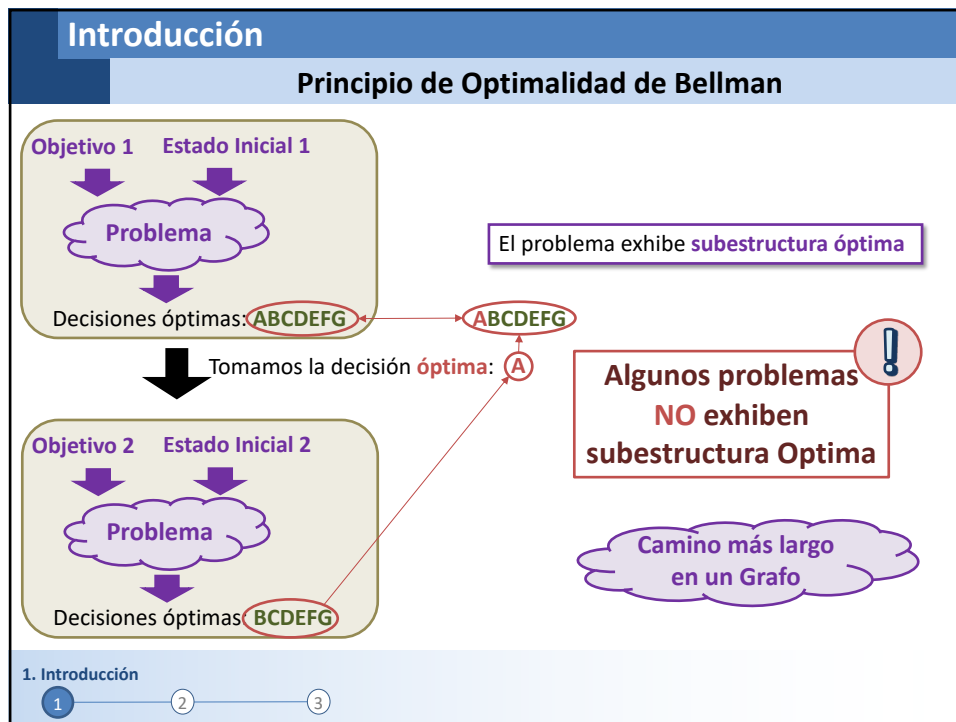 Introducción
Principio de Optimalidad de Bellman
Objetivo 1 Estado Inicial 1
Problema
Decisiones óptimas: ABCDEFG
ABCDEFG
Tomamos la decisión óptima: A
Objetivo 2 Estado Inicial 2
Problema
Decisiones óptimas: BCDEFG
El problema exhibe subestructura óptima
!
Algunos problemas
NO exhiben
subestructura Optima
Camino más largo
en un Grafo
1. Introducción
1 2 3